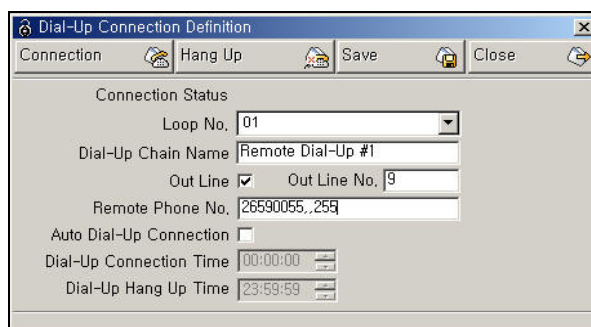 Dial-Up Connection Definition
Connection Hang Up Save Close
Connection Status
Loop No, 01
Dial-Up Chain Name Remote Dial-Up #1
Out Line Out Line No, 9
Remote Phone No, 26590055,,255
Auto Dial-Up Connection
Dial-Up Connection Time 00:00:00
Dial-Up Hang Up Time 23:59:59